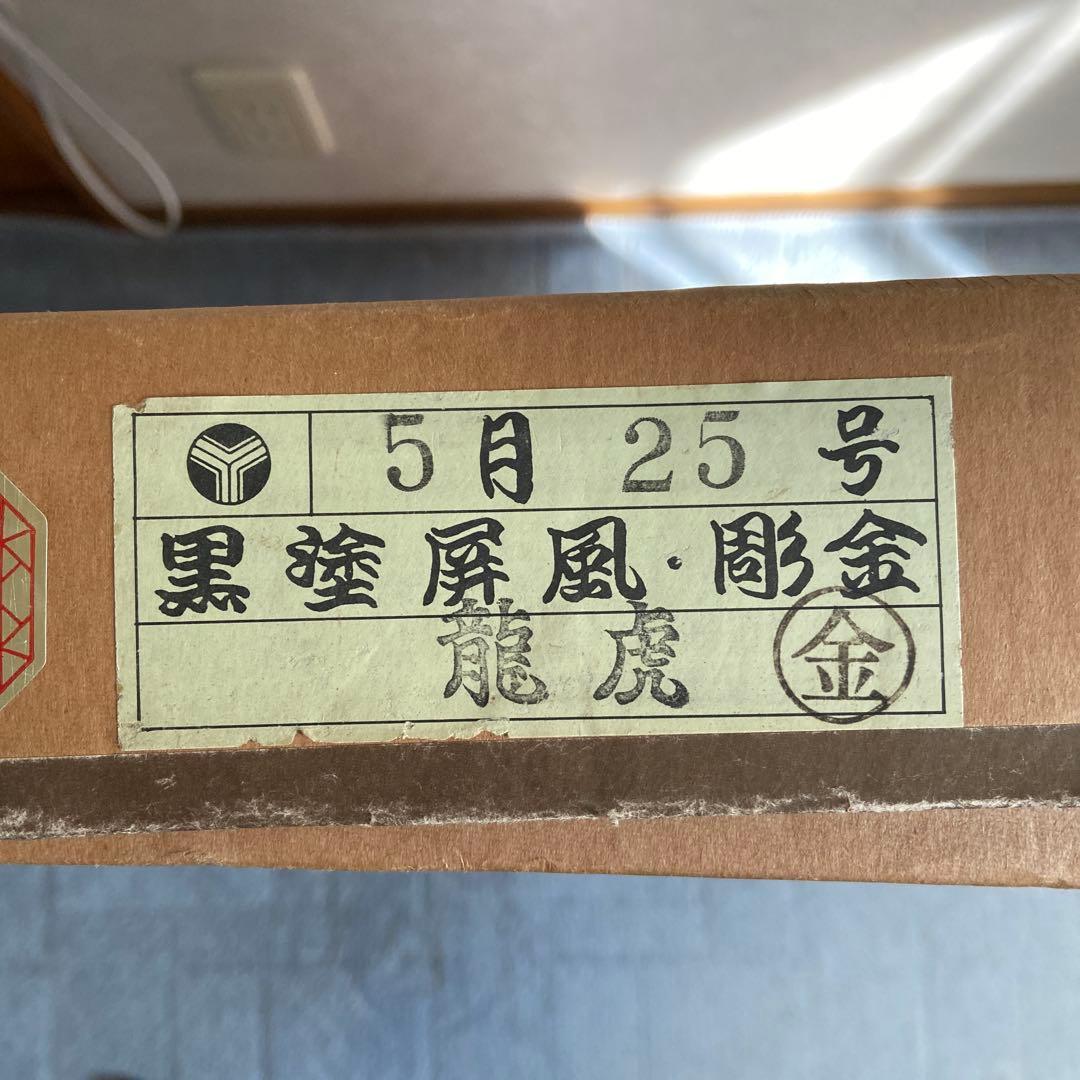 5月 25号
黒塗屏風・彫金
龍虎 金